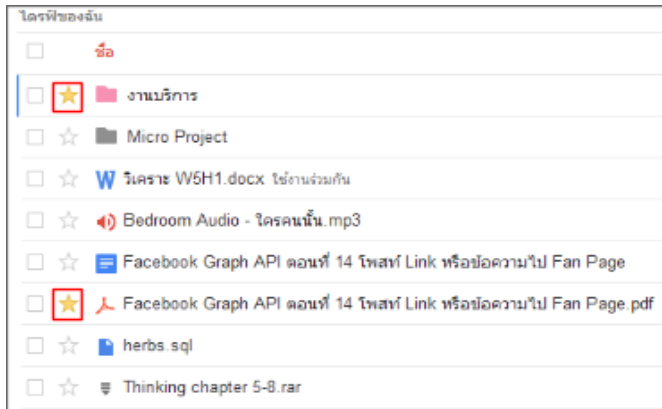 ไดรฟ์ของฉัน
ชื่อ
งานบริการ
Micro Project
วิเคราะ W5H1.docx ใช้งานร่วมกัน
Bedroom Audio - ใครคนนั้น.mp3
Facebook Graph API ตอนที่ 14 โพสท์ Link หรือข้อความไป Fan Page
Facebook Graph API ตอนที่ 14 โพสท์ Link หรือข้อความไป Fan Page.pdf
herbs.sql
Thinking chapter 5-8.rar